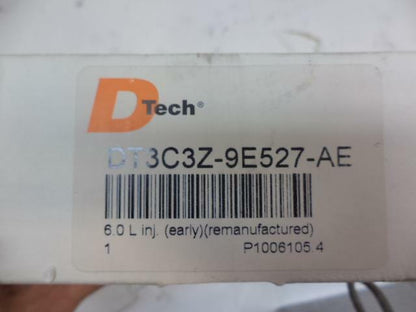 DTech®
DT3C3Z-9E527-AE
6.0 L inj. (early)(remanufactured)
1 P1006105.4